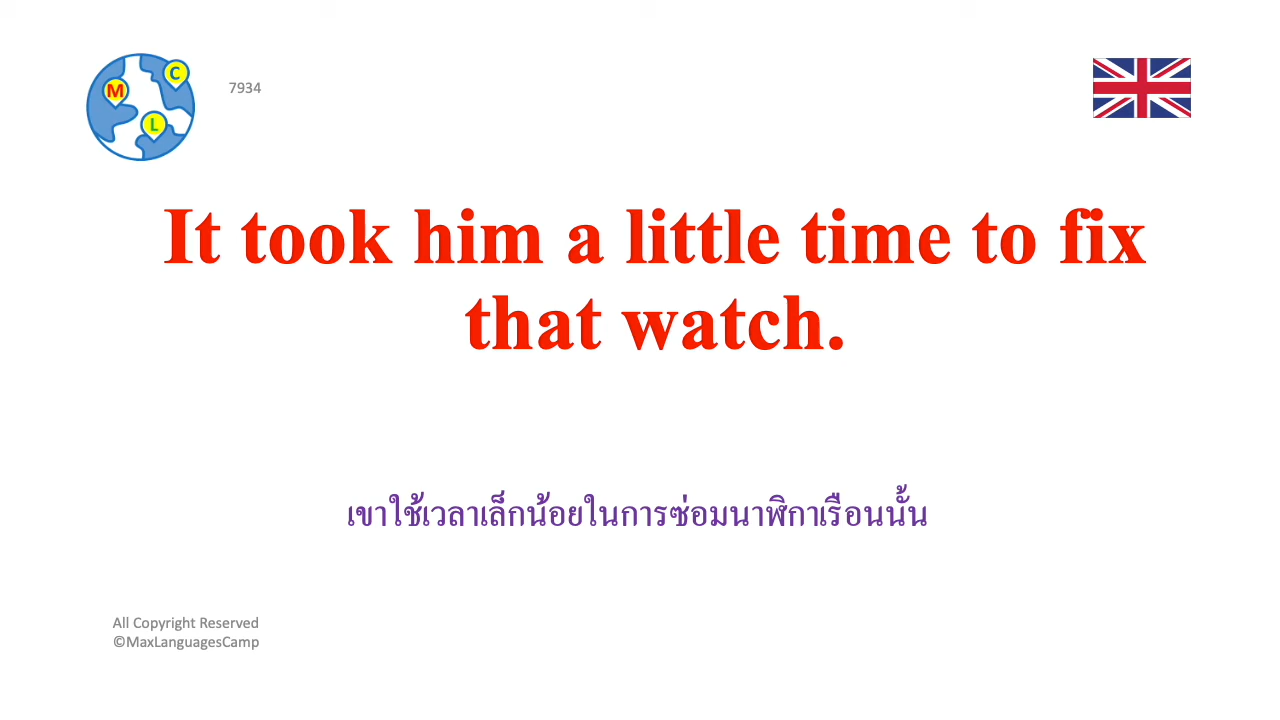 M
C
L
7934
It took him a little time to fix
that watch.
เขาใช้เวลาเล็กน้อยในการซ่อมนาฬิกาเรือนนั้น
All Copyright Reserved
©MaxLanguagesCamp